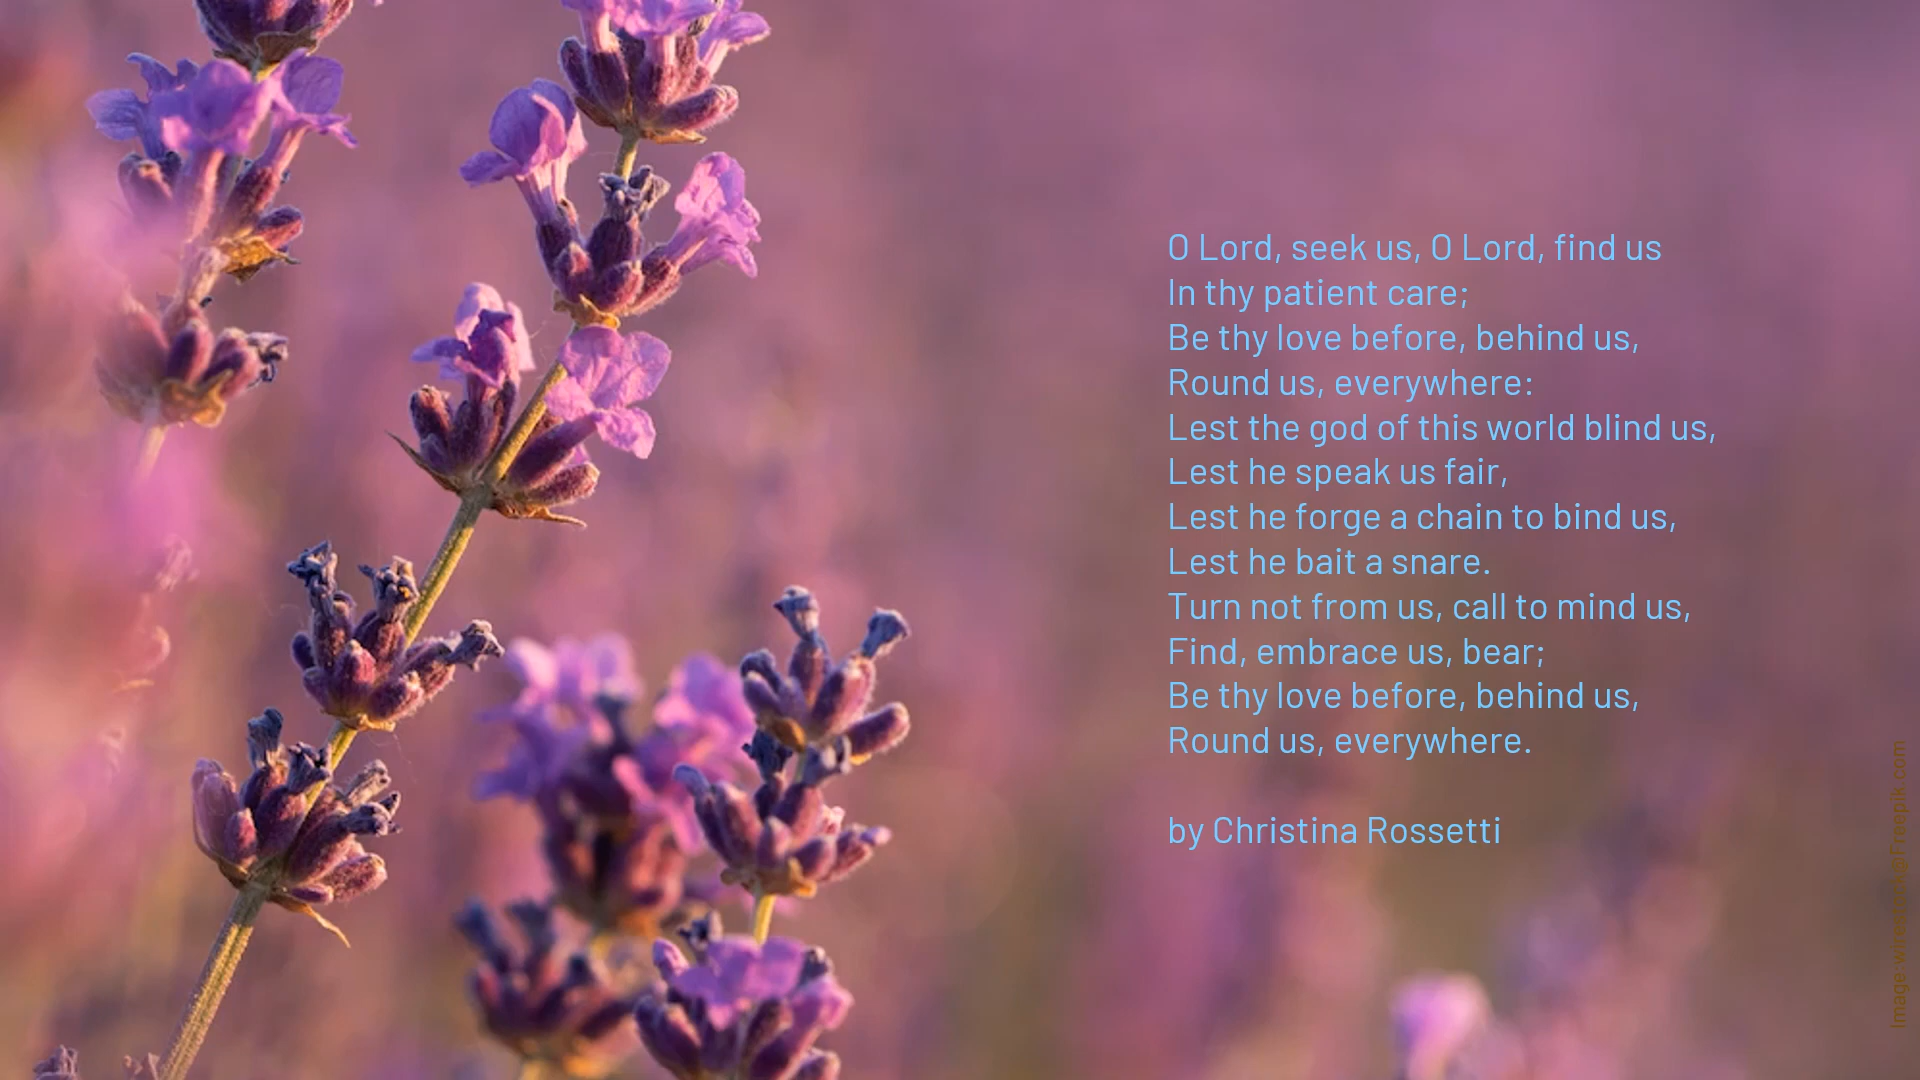 O Lord, seek us, O Lord, find us
In thy patient care;
Be thy love before, behind us,
Round us, everywhere:
Lest the god of this world blind us,
Lest he speak us fair,
Lest he forge a chain to bind us,
Lest he bait a snare.
Turn not from us, call to mind us,
Find, embrace us, bear;
Be thy love before, behind us,
Round us, everywhere.
by Christina Rossetti